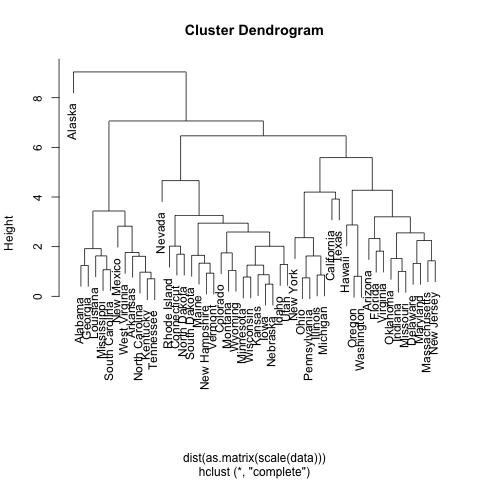 Cluster Dendrogram
Height
0
2
4
6
8
Alaska
Alabama
Georgia
Louisiana
Mississippi
South Carolina
New Mexico
West Virginia
Arkansas
North Carolina
Kentucky
Tennessee
Nevada
Rhode Island
Connecticut
North Dakota
South Dakota
Maine
New Hampshire
Vermont
Colorado
Montana
Wyoming
Minnesota
Wisconsin
Kansas
Iowa
Nebraska
Idaho
Utah
New York
Ohio
Pennsylvania
Illinois
Michigan
California
Texas
Hawaii
Oregon
Washington
Arizona
Florida
Virginia
Oklahoma
Indiana
Missouri
Delaware
Maryland
Massachusetts
New Jersey
dist(as.matrix(scale(data)))
hclust (*, "complete")